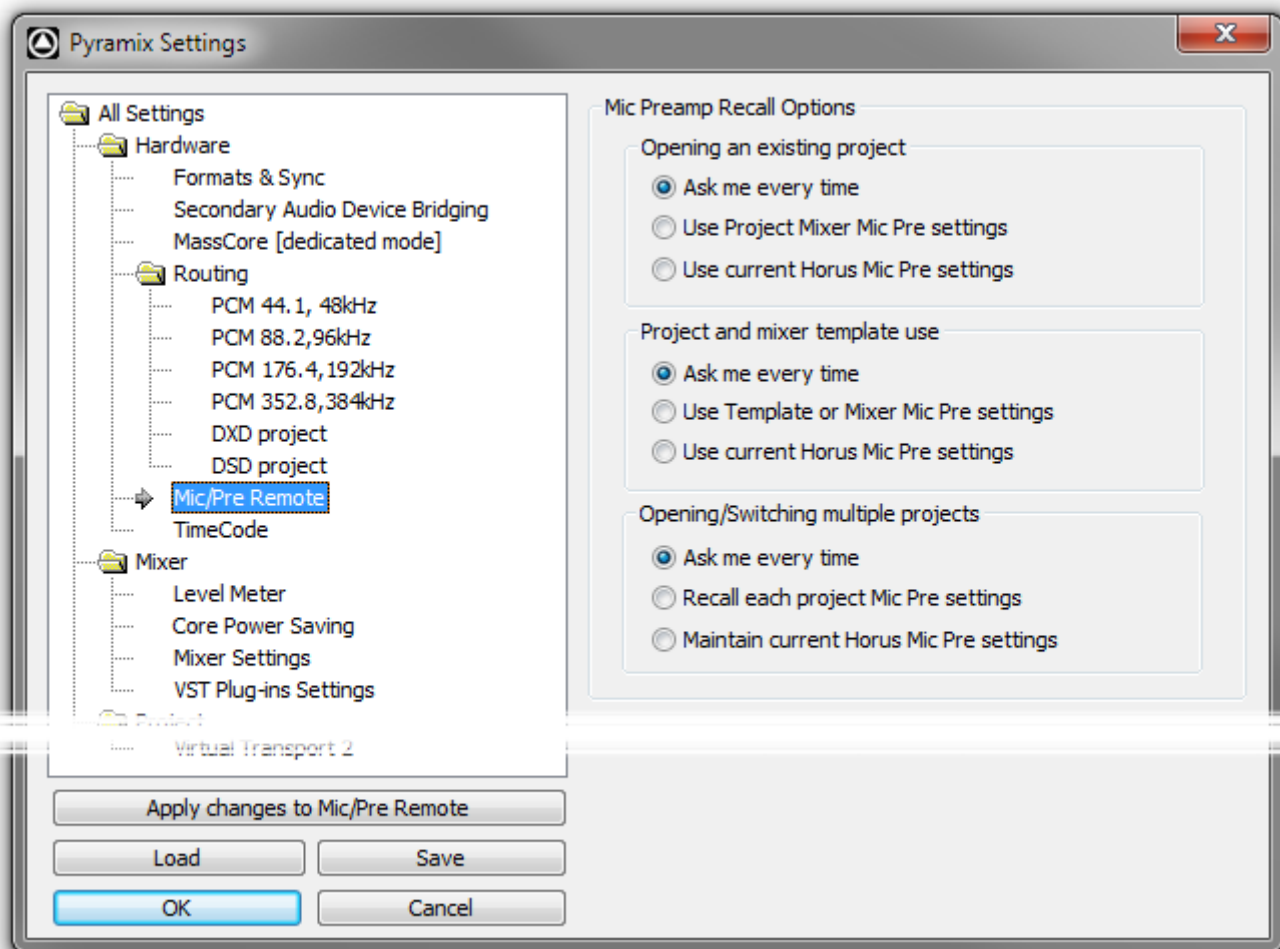 Pyramix Settings
All Settings
Hardware
Formats & Sync
Secondary Audio Device Bridging
MassCore [dedicated mode]
Routing
PCM 44.1, 48kHz
PCM 88.2,96kHz
PCM 176.4,192kHz
PCM 352.8,384kHz
DXD project
DSD project
Mic/Pre Remote
TimeCode
Mixer
Level Meter
Core Power Saving
Mixer Settings
VST Plug-ins Settings
Project
Virtual Transport 2
Apply changes to Mic/Pre Remote
Load
Save
OK
Cancel
Mic Preamp Recall Options
Opening an existing project
Ask me every time
Use Project Mixer Mic Pre settings
Use current Horus Mic Pre settings
Project and mixer template use
Ask me every time
Use Template or Mixer Mic Pre settings
Use current Horus Mic Pre settings
Opening/Switching multiple projects
Ask me every time
Recall each project Mic Pre settings
Maintain current Horus Mic Pre settings